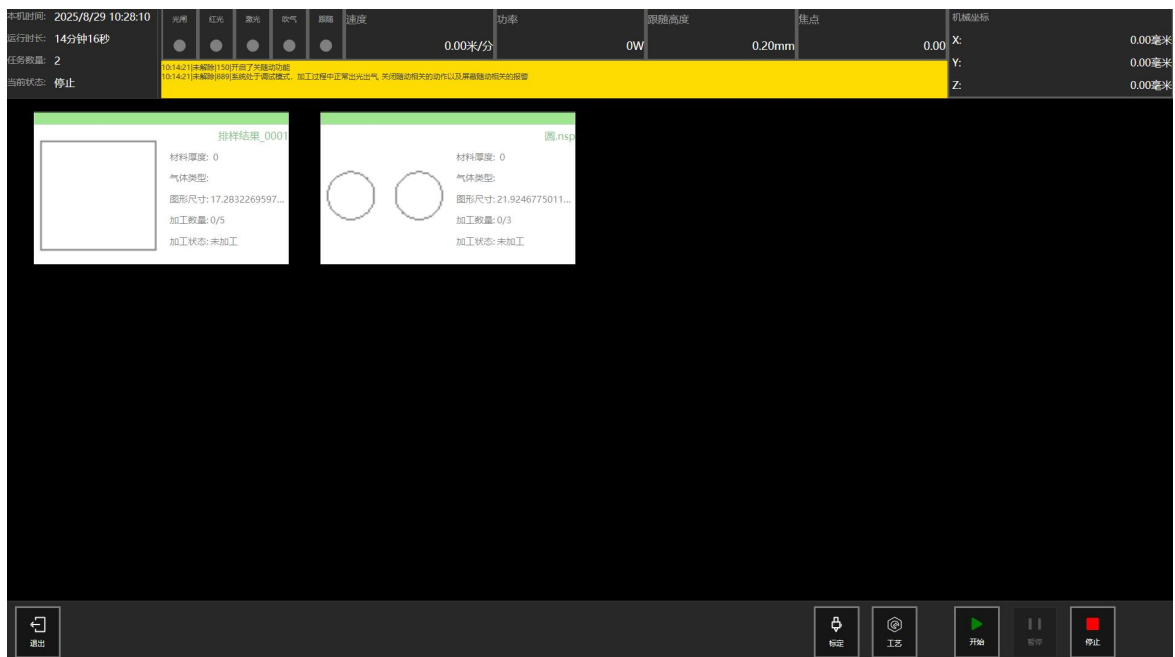 本机时间: 2025/8/29 10:28:10
运行时长: 14分钟16秒
任务数量: 2
当前状态: 停止
光闸 红光 激光 吹气 跟随
速度
0.00米/分
功率
0W
跟随高度
0.20mm
焦点
0.00
机械坐标
X: 0.00毫米
Y: 0.00毫米
Z: 0.00毫米
10:14:21|未解除|150|开启了关随动功能
10:14:21|未解除|889|系统处于调试模式, 加工过程中正常出光出气, 关闭随动相关的动作以及屏蔽随动相关的报警
排样结果_0001
材料厚度: 0
气体类型:
图形尺寸: 17.2832269597...
加工数量: 0/5
加工状态: 未加工
圆.nsp
材料厚度: 0
气体类型:
图形尺寸: 21.9246775011...
加工数量: 0/3
加工状态: 未加工
退出
标定
工艺
开始
暂停
停止